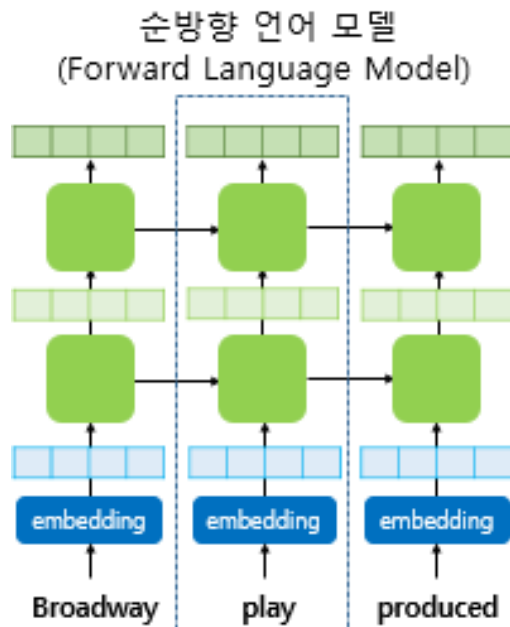 순방향 언어 모델
(Forward Language Model)
embedding embedding embedding
Broadway play produced